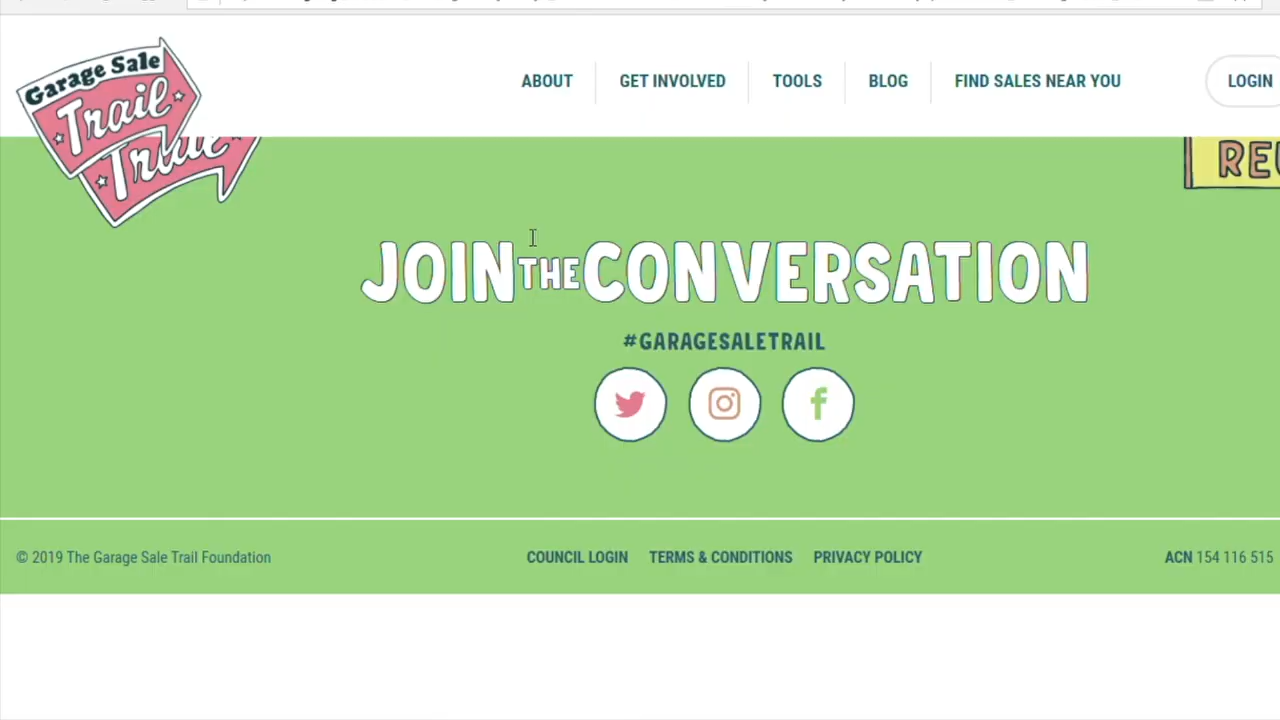 Garage Sale
Trail
Trail
ABOUT
GET INVOLVED
TOOLS
BLOG
FIND SALES NEAR YOU
LOGIN
JOIN THE CONVERSATION
#GARAGESALETRAIL
© 2019 The Garage Sale Trail Foundation
COUNCIL LOGIN
TERMS & CONDITIONS
PRIVACY POLICY
ACN 154 116 515